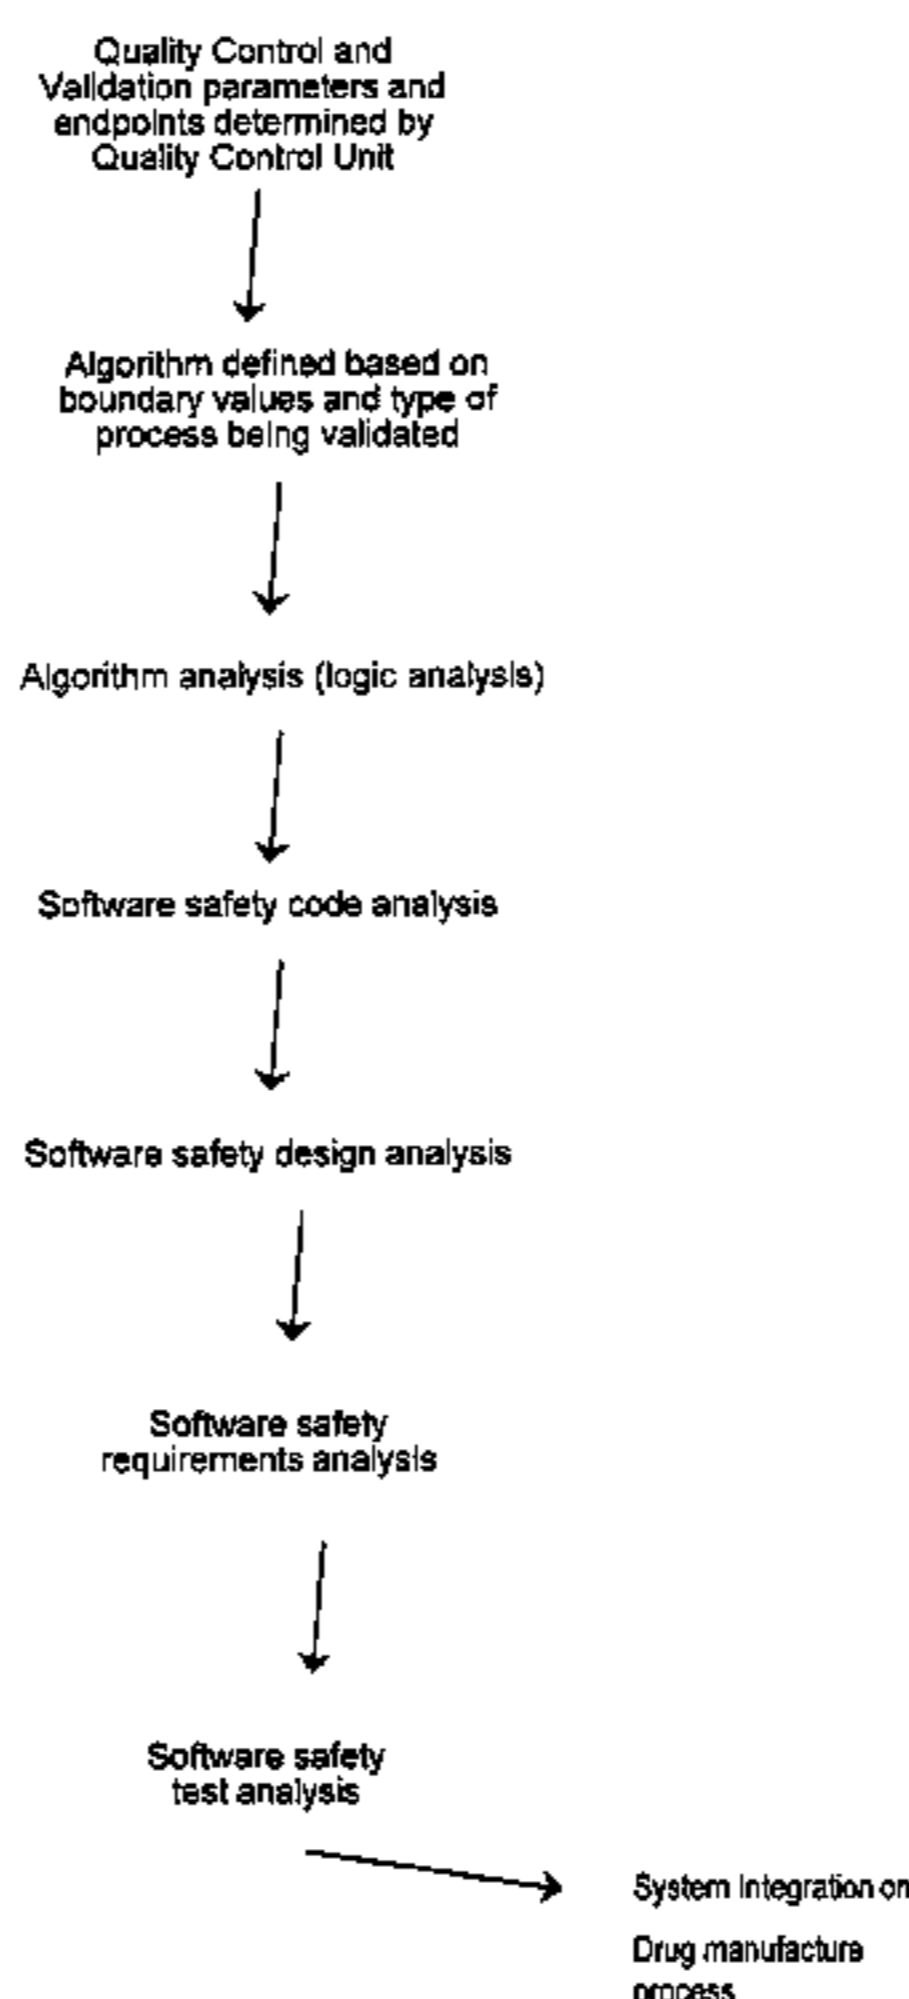 Quality Control and
Validation parameters and
endpoints determined by
Quality Control Unit
Algorithm defined based on
boundary values and type of
process being validated
Algorithm analysis (logic analysis)
Software safety code analysis
Software safety design analysis
Software safety
requirements analysis
Software safety
test analysis
System Integration on
Drug manufacture
process